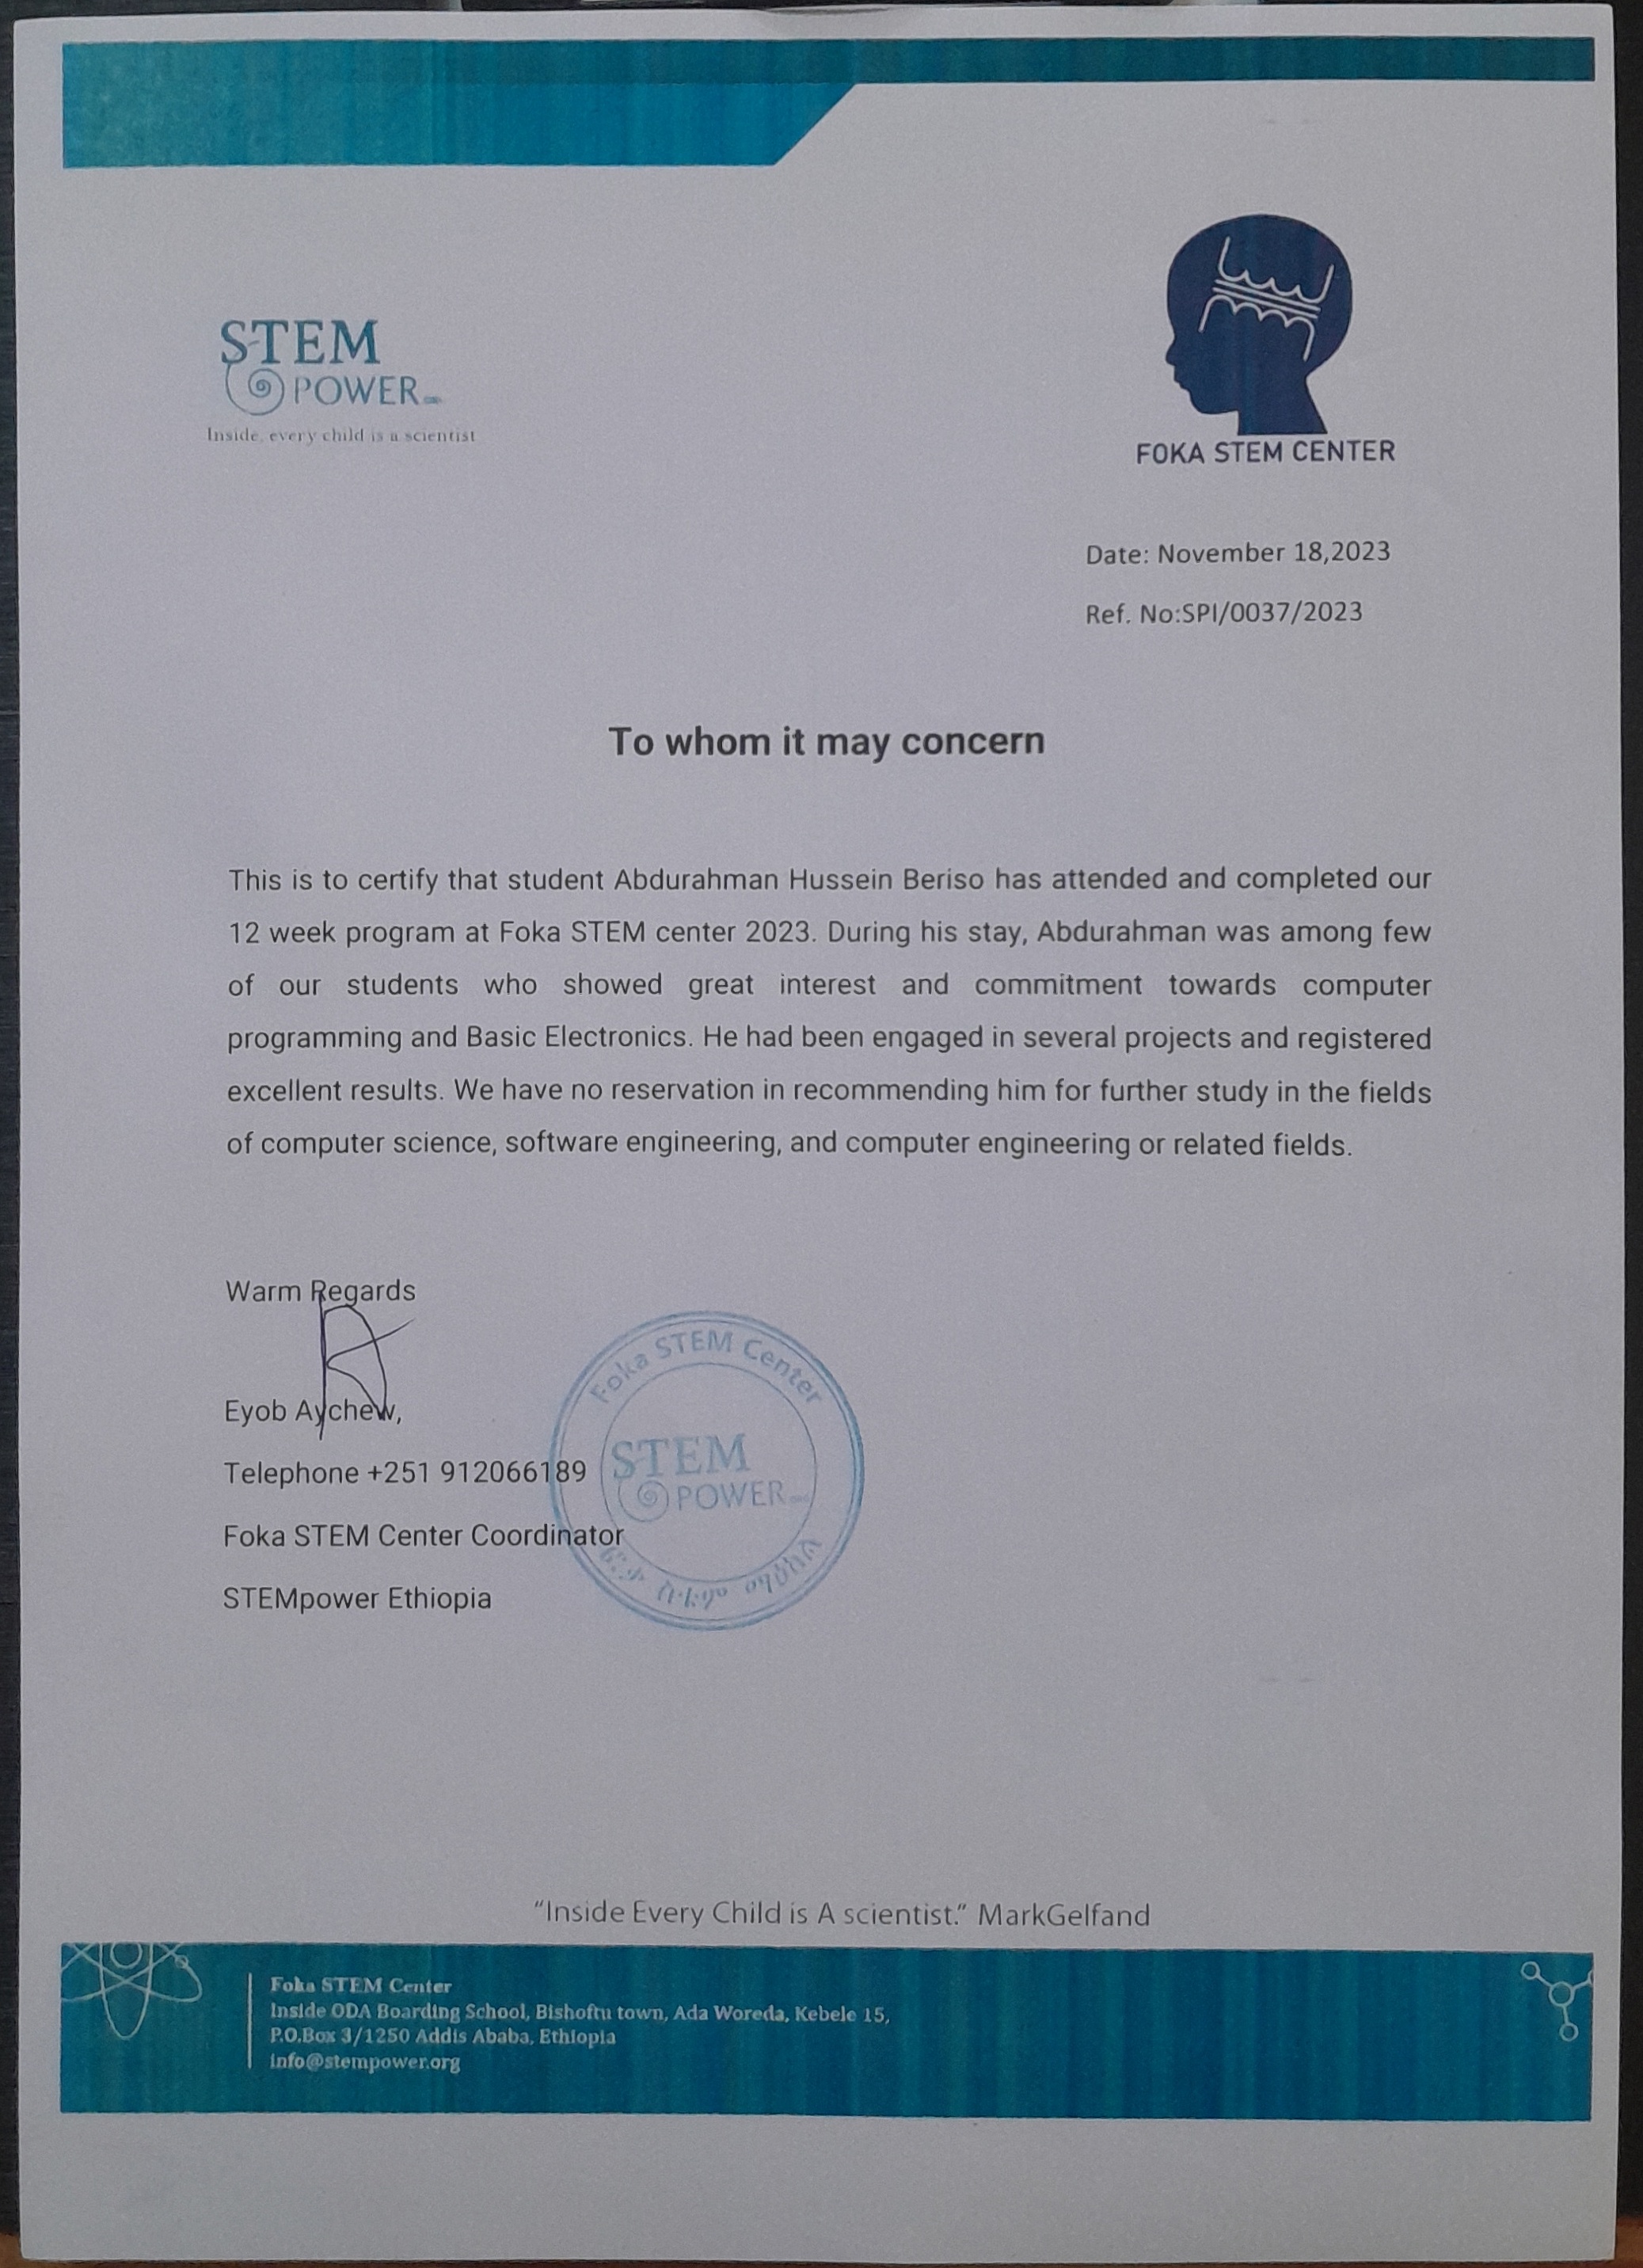 STEM
POWER
Inside, every child is a scientist
FOKA STEM CENTER
Date: November 18,2023
Ref. No:SPI/0037/2023
To whom it may concern
This is to certify that student Abdurahman Hussein Beriso has attended and completed our
12 week program at Foka STEM center 2023. During his stay, Abdurahman was among few
of our students who showed great interest and commitment towards computer
programming and Basic Electronics. He had been engaged in several projects and registered
excellent results. We have no reservation in recommending him for further study in the fields
of computer science, software engineering, and computer engineering or related fields.
Warm Regards
Eyob Aychew,
Telephone +251 912066189
Foka STEM Center Coordinator
STEMpower Ethiopia
Foka STEM Center
STEM
POWER
“Inside Every Child is A scientist.” MarkGelfand
Foka STEM Center
Inside ODA Boarding School, Bishoftu town, Ada Woreda, Kebele 15,
P.O.Box 3/1250 Addis Ababa, Ethiopia
info@stempower.org